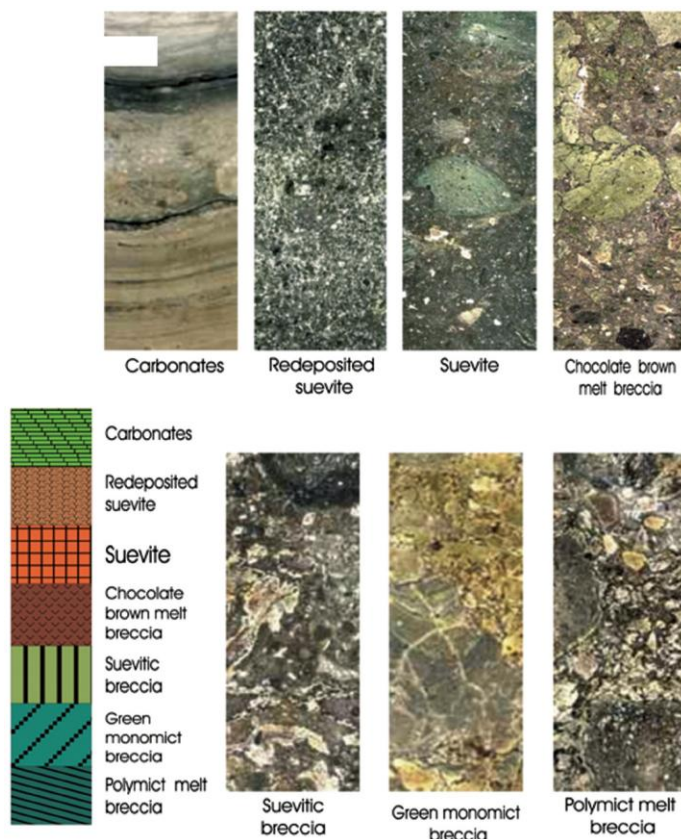 Carbonates
Redeposited
suevite
Suevite
Chocolate brown
melt breccia
Carbonates
Redeposited
suevite
Suevite
Chocolate
brown melt
breccia
Suevitic
breccia
Green
monomict
breccia
Polymict melt
breccia
Suevitic
breccia
Green monomict
breccia
Polymict melt
breccia